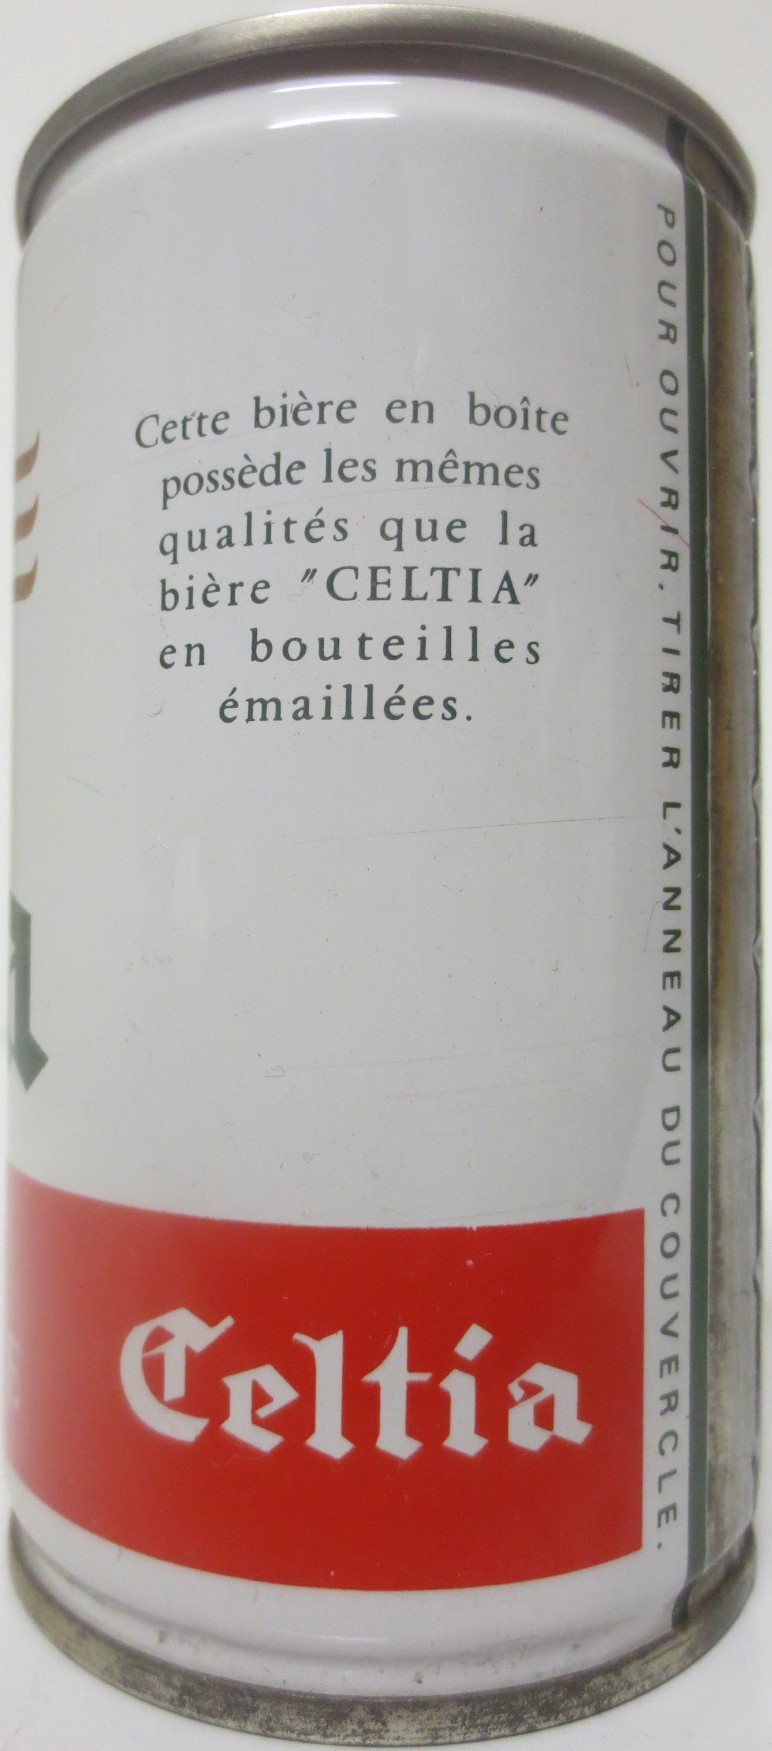 Cette bière en boîte
possède les mêmes
qualités que la
bière "CELTIA"
en bouteilles
émaillées.
Celtia
POUR OUVRIR. TIRER L'ANNEAU DU COUVERCLE.